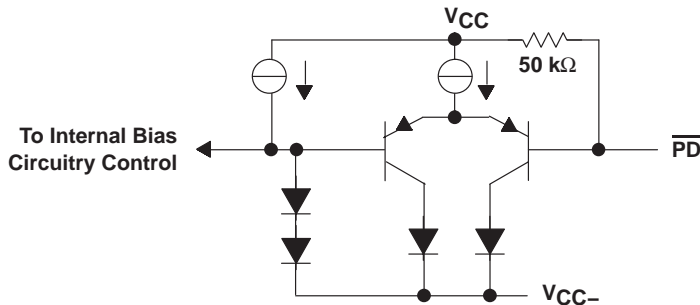 VCC
50 kΩ
To Internal Bias
Circuitry Control
PD
VCC−